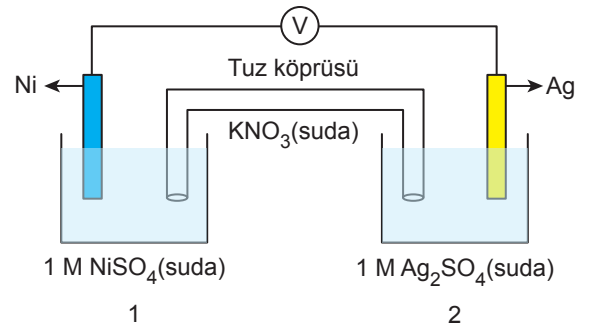 V
Tuz köprüsü
Ni
Ag
KNO₃(suda)
1 M NiSO₄(suda)
1 M Ag₂SO₄(suda)
1
2